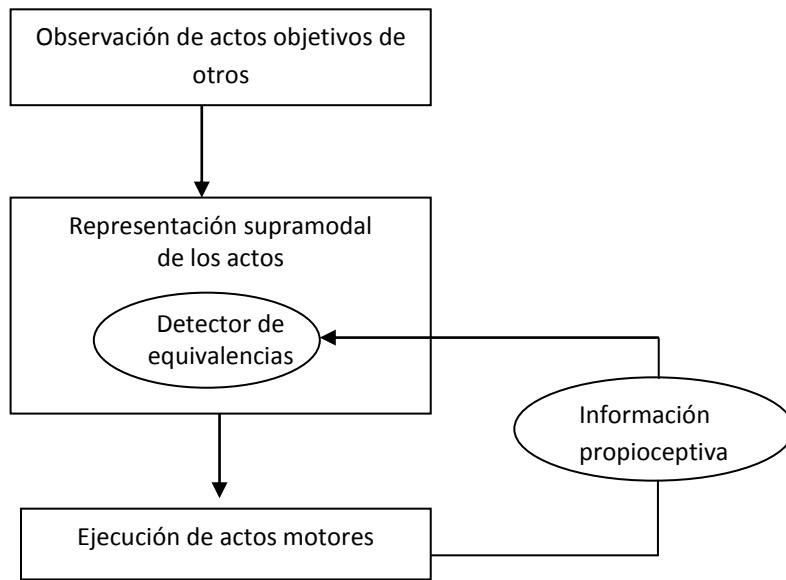 Observación de actos objetivos de
otros
Representación supramodal
de los actos
Detector de
equivalencias
Información
propioceptiva
Ejecución de actos motores